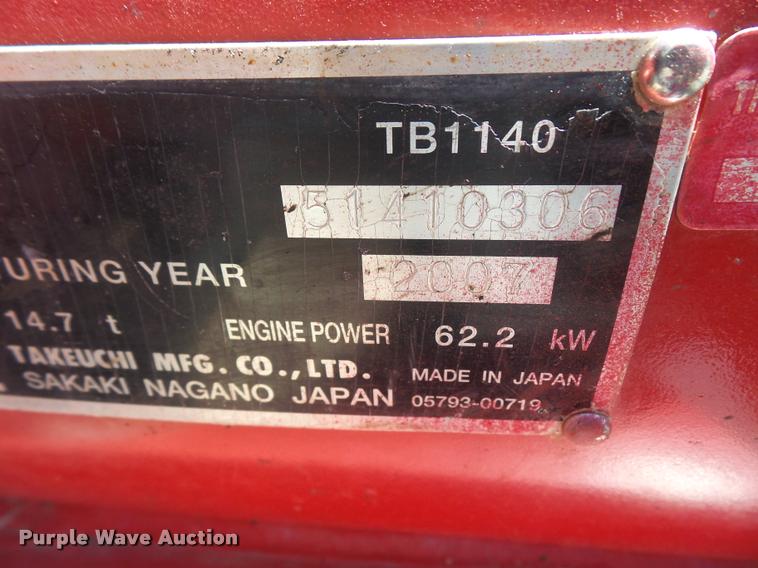 TB1140
51410306
URING YEAR 2007
14.7 t ENGINE POWER 62.2 kW
TAKEUCHI MFG. CO., LTD. MADE IN JAPAN
SAKAKI NAGANO JAPAN 05793-00719
Purple Wave Auction®